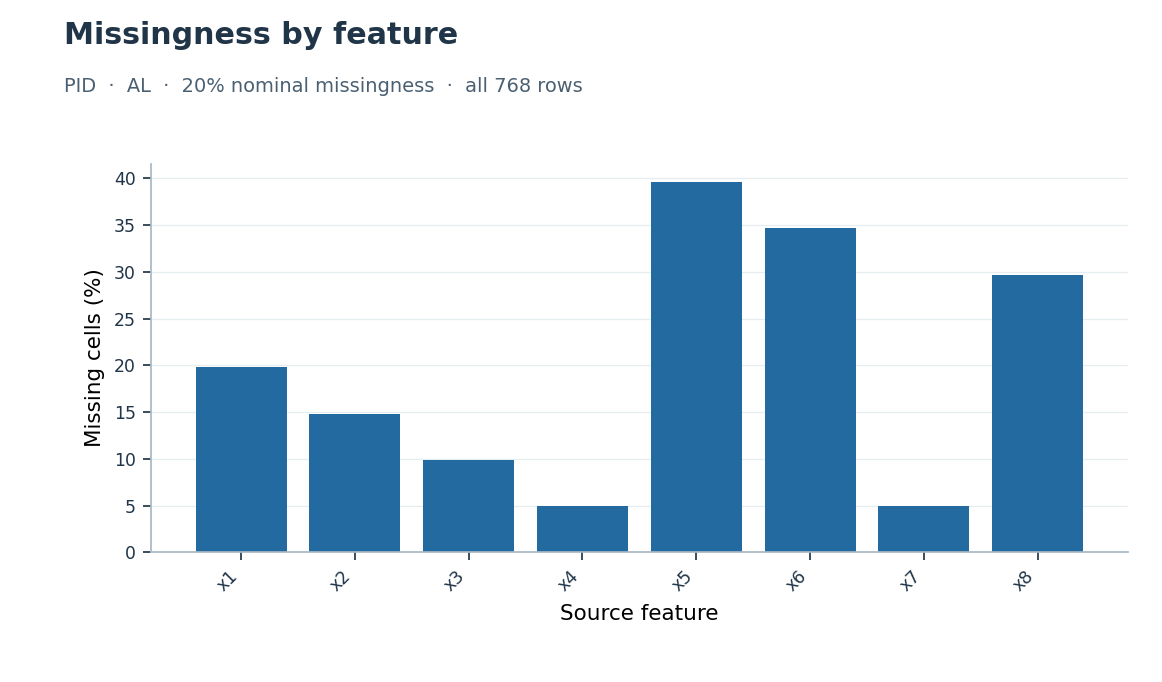 Missingness by feature
PID · AL · 20% nominal missingness · all 768 rows
Missing cells (%)
40
35
30
25
20
15
10
5
0
x1 x2 x3 x4 x5 x6 x7 x8
Source feature